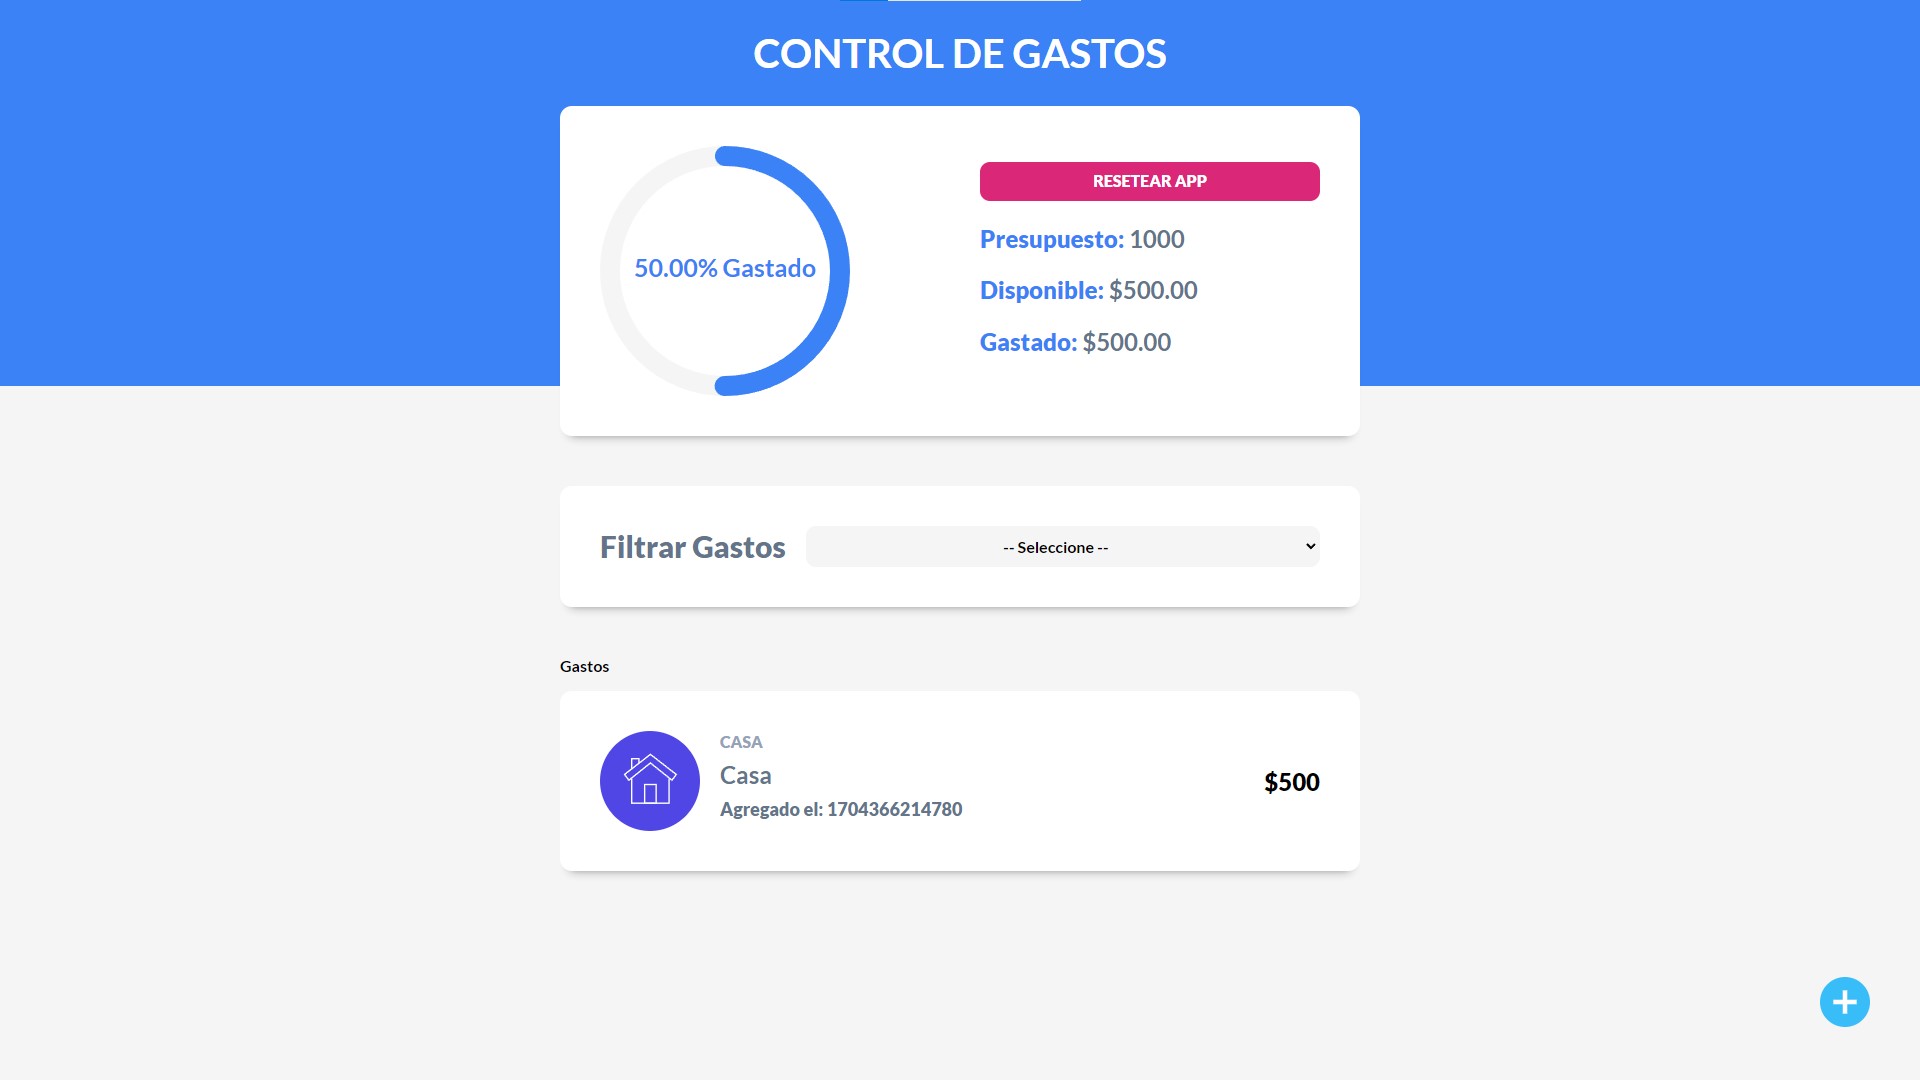 CONTROL DE GASTOS
50.00% Gastado
RESETEAR APP
Presupuesto: 1000
Disponible: $500.00
Gastado: $500.00
Filtrar Gastos
-- Seleccione --
Gastos
CASA
Casa
Agregado el: 1704366214780
$500